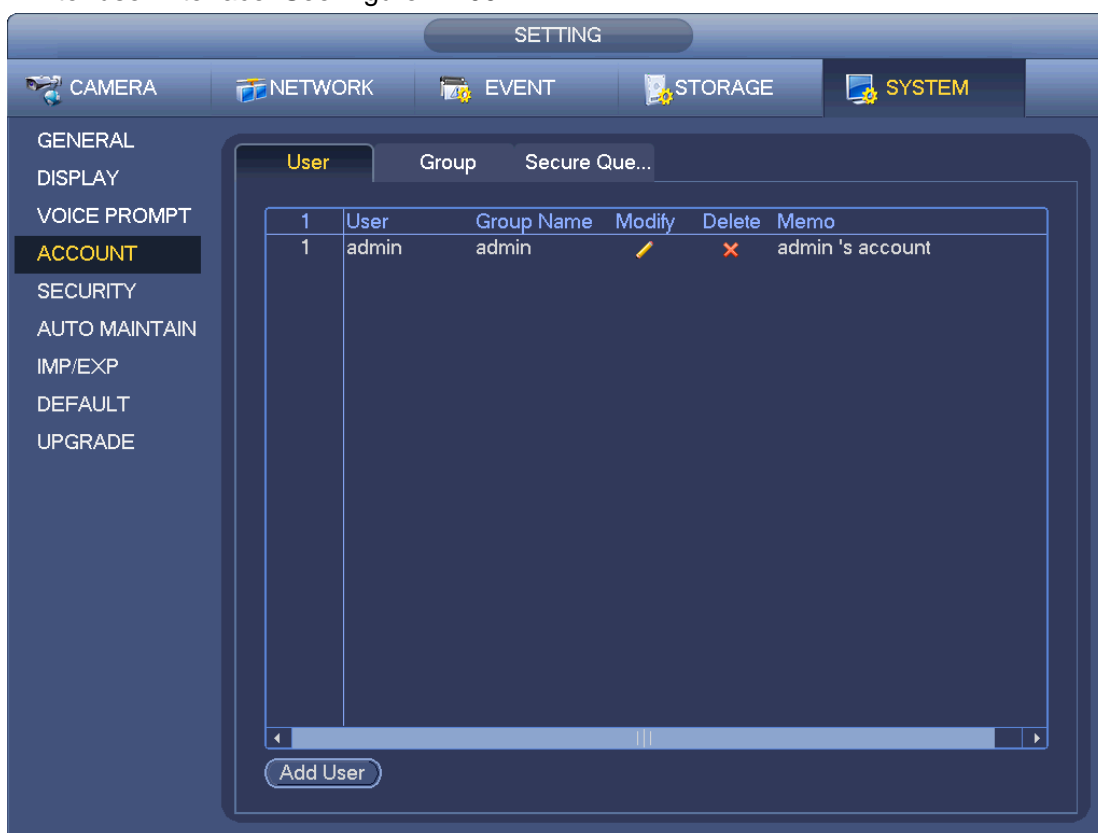 SETTING
CAMERA NETWORK EVENT STORAGE SYSTEM
GENERAL
DISPLAY
VOICE PROMPT
ACCOUNT
SECURITY
AUTO MAINTAIN
IMP/EXP
DEFAULT
UPGRADE
User Group Secure Que...
1 User Group Name Modify Delete Memo
1 admin admin admin 's account
Add User